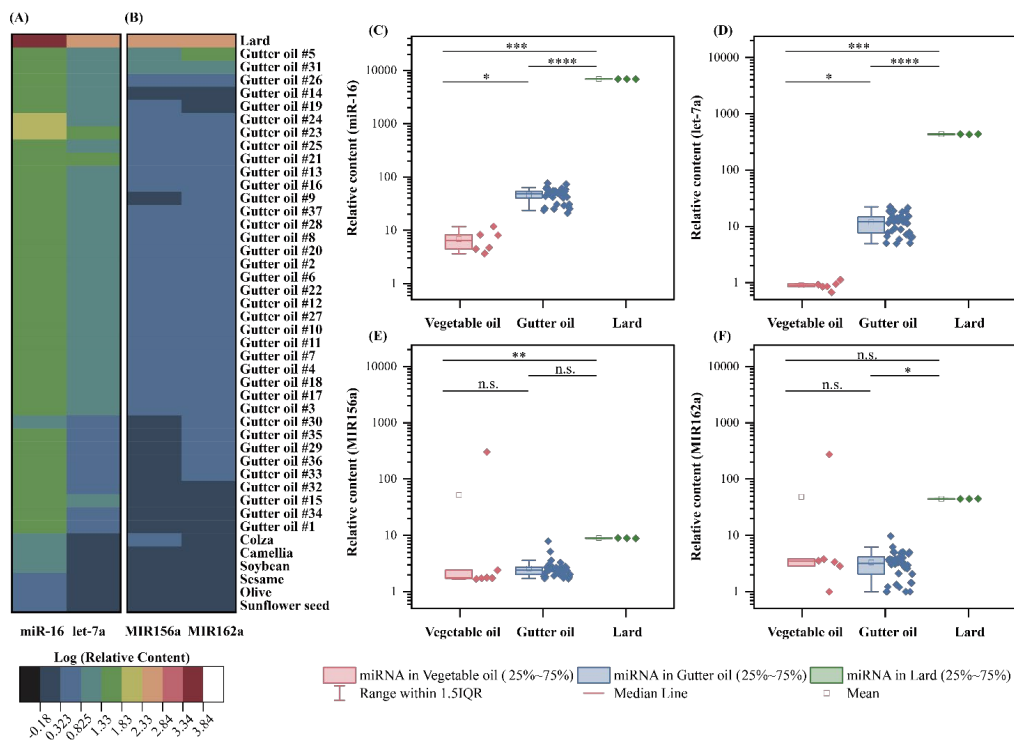 (A)
(B)
Lard
Gutter oil #5
Gutter oil #31
Gutter oil #26
Gutter oil #14
Gutter oil #19
Gutter oil #24
Gutter oil #23
Gutter oil #25
Gutter oil #21
Gutter oil #13
Gutter oil #16
Gutter oil #9
Gutter oil #37
Gutter oil #28
Gutter oil #8
Gutter oil #20
Gutter oil #2
Gutter oil #6
Gutter oil #22
Gutter oil #12
Gutter oil #27
Gutter oil #10
Gutter oil #11
Gutter oil #7
Gutter oil #4
Gutter oil #18
Gutter oil #17
Gutter oil #3
Gutter oil #30
Gutter oil #35
Gutter oil #29
Gutter oil #36
Gutter oil #33
Gutter oil #32
Gutter oil #15
Gutter oil #34
Gutter oil #1
Colza
Camellia
Soybean
Sesame
Olive
Sunflower seed
miR-16 let-7a MIR156a MIR162a
Log (Relative Content)
-0.18 0.323 0.825 1.33 1.83 2.33 2.84 3.34 3.84
(C)
Relative content (miR-16)
10000
1000
100
10
1
***
****
*
Vegetable oil Gutter oil Lard
(D)
Relative content (let-7a)
10000
1000
100
10
1
***
****
*
Vegetable oil Gutter oil Lard
(E)
Relative content (MIR156a)
10000
1000
100
10
1
**
n.s.
n.s.
Vegetable oil Gutter oil Lard
(F)
Relative content (MIR162a)
10000
1000
100
10
1
n.s.
*
n.s.
Vegetable oil Gutter oil Lard
miRNA in Vegetable oil (25%~75%) miRNA in Gutter oil (25%~75%) miRNA in Lard (25%~75%)
Range within 1.5IQR Median Line Mean